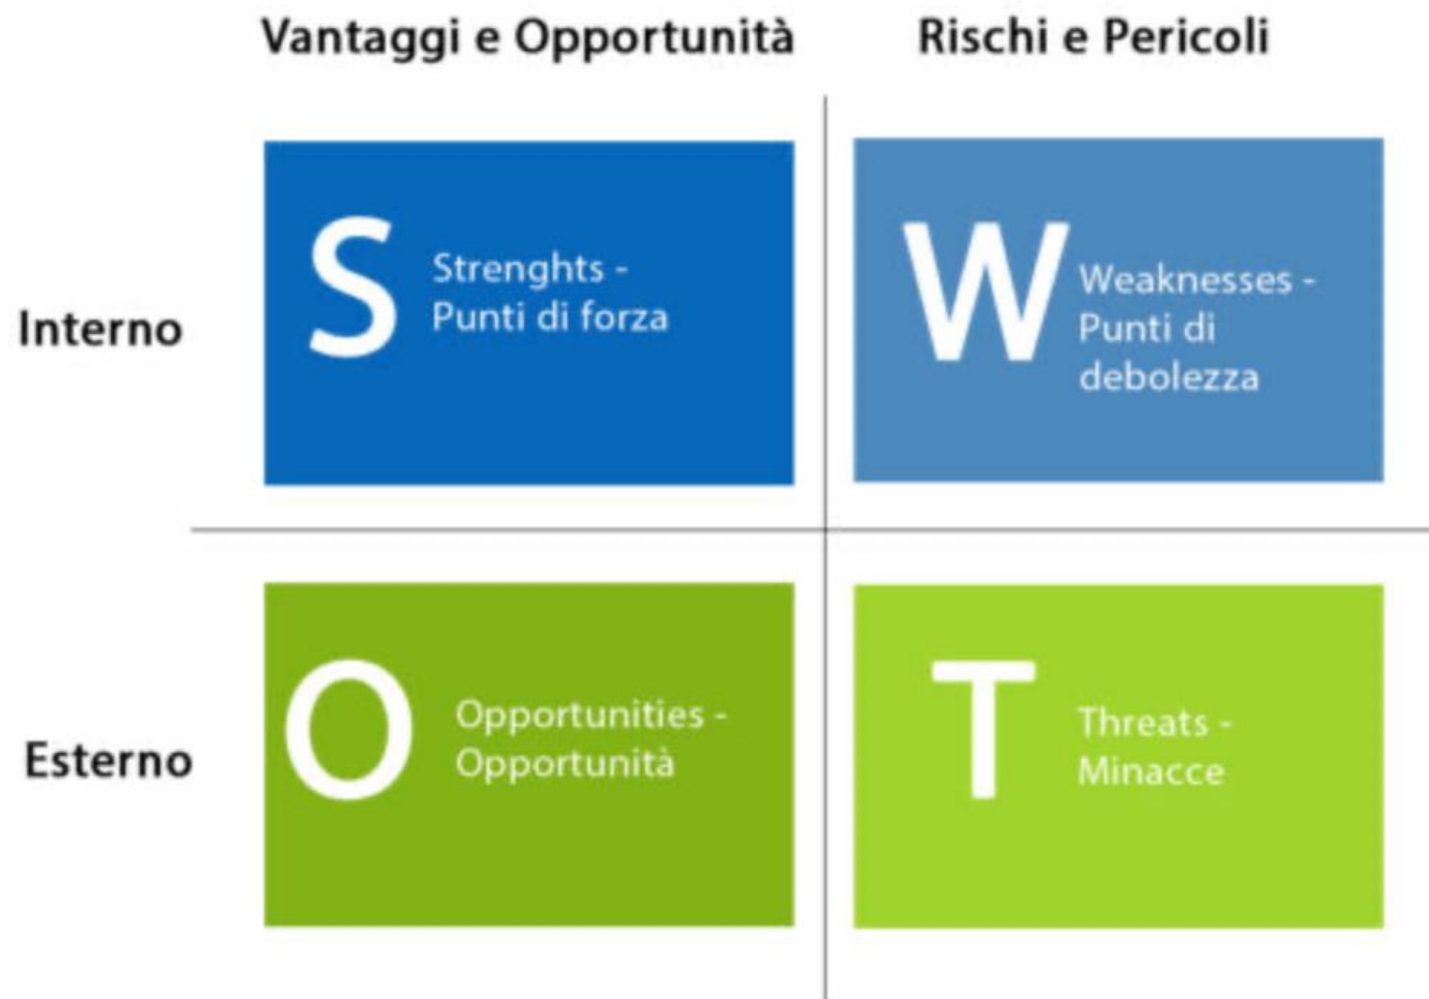 Vantaggi e Opportunità
Rischi e Pericoli
Interno
S
Strenghts -
Punti di forza
W
Weaknesses -
Punti di
debolezza
Esterno
O
Opportunities -
Opportunità
T
Threats -
Minacce